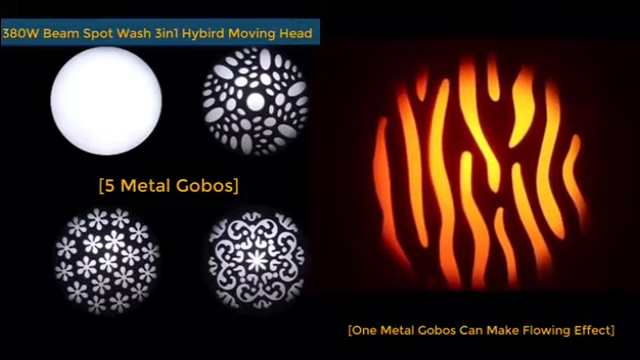 380W Beam Spot Wash 3in1 Hybird Moving Head
[5 Metal Gobos]
[One Metal Gobos Can Make Flowing Effect]